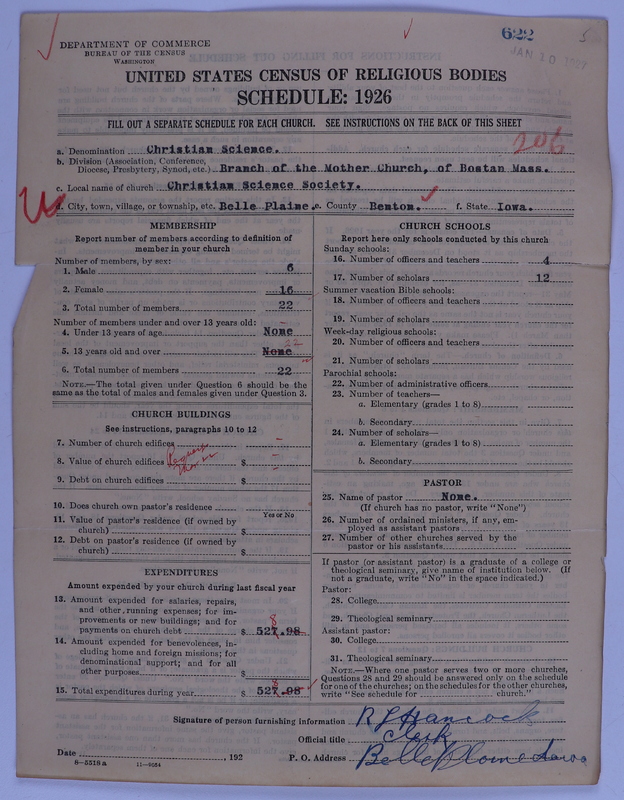 622
JAN 10 1927
5
DEPARTMENT OF COMMERCE
BUREAU OF THE CENSUS
WASHINGTON
UNITED STATES CENSUS OF RELIGIOUS BODIES
SCHEDULE: 1926
FILL OUT A SEPARATE SCHEDULE FOR EACH CHURCH. SEE INSTRUCTIONS ON THE BACK OF THIS SHEET
206
a. Denomination Christian Science.
b. Division (Association, Conference,
Diocese, Presbytery, Synod, etc.) Branch of the Mother Church, of Bostan Mass.
c. Local name of church Christian Science Society.
d. City, town, village, or township, etc. Belle Plaine. e. County Benton. f. State Iowa.
MEMBERSHIP
Report number of members according to definition of
member in your church
Number of members, by sex:
1. Male 6
2. Female 16
3. Total number of members 22
Number of members under and over 13 years old:
4. Under 13 years of age None
22
5. 13 years old and over None
6. Total number of members 22
NOTE.—The total given under Question 6 should be the
same as the total of males and females given under Question 3.
CHURCH BUILDINGS
See instructions, paragraphs 10 to 12
7. Number of church edifices –
8. Value of church edifices $ –
9. Debt on church edifices $ –
10. Does church own pastor's residence
Yes or No
11. Value of pastor's residence (if owned by
church) $
12. Debt on pastor's residence (if owned by
church) $
EXPENDITURES
Amount expended by your church during last fiscal year
13. Amount expended for salaries, repairs,
and other running expenses; for im-
provements or new buildings; and for
8
payments on church debt $ 527.98
14. Amount expended for benevolences, in-
cluding home and foreign missions; for
denominational support; and for all
other purposes $
8
15. Total expenditures during year $ 527.98
CHURCH SCHOOLS
Report here only schools conducted by this church
Sunday schools:
16. Number of officers and teachers 4
17. Number of scholars 12
Summer vacation Bible schools:
18. Number of officers and teachers
19. Number of scholars
Week-day religious schools:
20. Number of officers and teachers
21. Number of scholars
Parochial schools:
22. Number of administrative officers
23. Number of teachers—
a. Elementary (grades 1 to 8)
b. Secondary
24. Number of scholars—
a. Elementary (grades 1 to 8)
b. Secondary
PASTOR
25. Name of pastor None.
(If church has no pastor, write "None")
26. Number of ordained ministers, if any, em-
ployed as assistant pastors
27. Number of other churches served by the
pastor or his assistants
If pastor (or assistant pastor) is a graduate of a college or
theological seminary, give name of institution below. (If
not a graduate, write "No" in the space indicated.)
Pastor:
28. College
29. Theological seminary
Assistant pastor:
30. College
31. Theological seminary
NOTE.—Where one pastor serves two or more churches,
Questions 28 and 29 should be answered only on the schedule
for one of the churches; on the schedules for the other churches,
write "See schedule for church."
Signature of person furnishing information R J Hancock
Official title Clerk
Date , 192 P. O. Address Belle Plaine Iowa
8—5518 a 11—9054